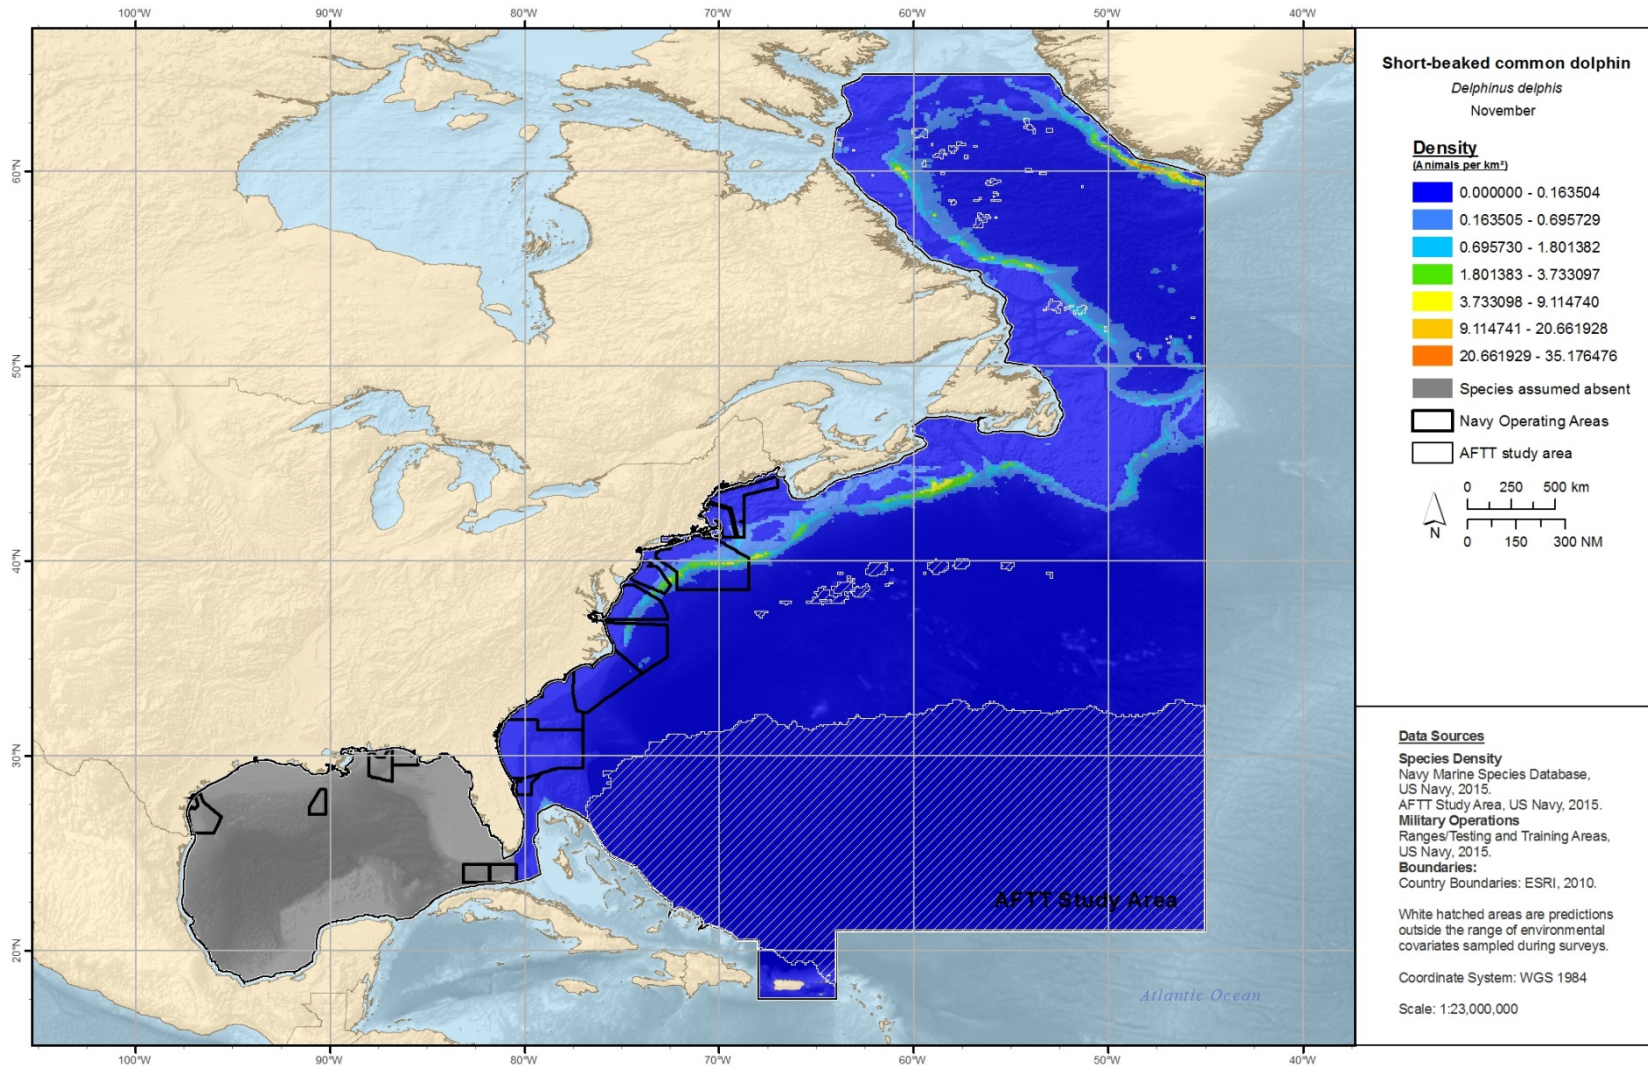 100°W 90°W 80°W 70°W 60°W 50°W 40°W
60°N
50°N
40°N
30°N
20°N
AFTT Study Area
Atlantic Ocean
100°W 90°W 80°W 70°W 60°W 50°W 40°W
Short-beaked common dolphin
Delphinus delphis
November
Density
(Animals per km²)
0.000000 - 0.163504
0.163505 - 0.695729
0.695730 - 1.801382
1.801383 - 3.733097
3.733098 - 9.114740
9.114741 - 20.661928
20.661929 - 35.176476
Species assumed absent
Navy Operating Areas
AFTT study area
N
0 250 500 km
0 150 300 NM
Data Sources
Species Density
Navy Marine Species Database,
US Navy, 2015.
AFTT Study Area, US Navy, 2015.
Military Operations
Ranges/Testing and Training Areas,
US Navy, 2015.
Boundaries:
Country Boundaries: ESRI, 2010.
White hatched areas are predictions
outside the range of environmental
covariates sampled during surveys.
Coordinate System: WGS 1984
Scale: 1:23,000,000